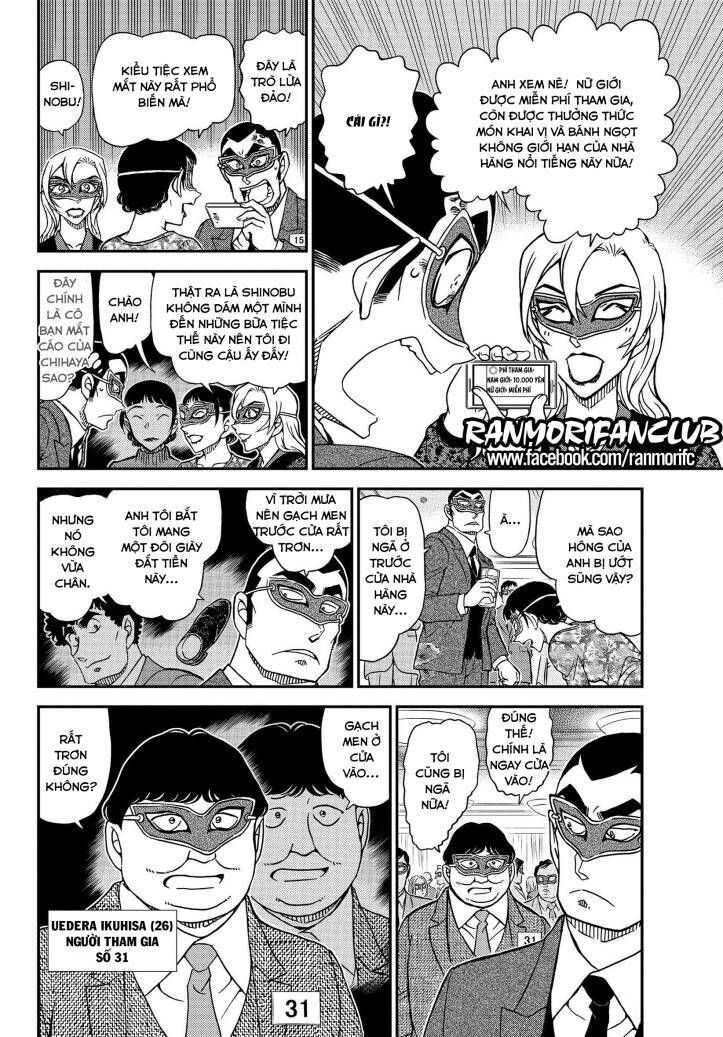 ANH XEM NÈ! NỮ GIỚI
ĐƯỢC MIỄN PHÍ THAM GIA,
CÒN ĐƯỢC THƯỞNG THỨC
MÓN KHAI VỊ VÀ BÁNH NGỌT
KHÔNG GIỚI HẠN CỦA NHÀ
HÀNG NỔI TIẾNG NÀY NỮA!
CÁI GÌ?!
PHÍ THAM GIA:
NAM GIỚI: 10.000 YÊN
NỮ GIỚI: MIỄN PHÍ
RANMORIFANCLUB
www.facebook.com/ranmorifc
ĐÂY LÀ
TRÒ LỪA
ĐẢO!
KIỂU TIỆC XEM
MẮT NÀY RẤT PHỔ
BIẾN MÀ!
SHI-
NOBU!
15
THẬT RA LÀ SHINOBU
KHÔNG DÁM MỘT MÌNH
ĐẾN NHỮNG BỮA TIỆC
THẾ NÀY NÊN TÔI ĐI
CÙNG CẬU ẤY ĐẤY!
CHÀO
ANH!
ĐÂY
CHÍNH
LÀ CÔ
BẠN MẮT
CÁO CỦA
CHIHAYA
SAO?
MÀ SAO
HÔNG CỦA
ANH BỊ ƯỚT
SŨNG VẬY?
À...
TÔI BỊ
NGÃ Ở
TRƯỚC
CỬA NHÀ
HÀNG NÀY...
VÌ TRỜI MƯA
NÊN GẠCH MEN
TRƯỚC CỬA RẤT
TRƠN...
ANH TÔI BẮT
TÔI MANG
MỘT ĐÔI GIÀY
ĐẮT TIỀN
NÀY...
NHƯNG
NÓ
KHÔNG
VỪA
CHÂN.
ĐÚNG
THẾ!
CHÍNH LÀ
NGAY CỬA
VÀO!
TÔI
CŨNG BỊ
NGÃ
NỮA!
31
GẠCH
MEN Ở
CỬA
VÀO...
RẤT
TRƠN
ĐÚNG
KHÔNG?
UEDERA IKUHISA (26)
NGƯỜI THAM GIA
SỐ 31
31